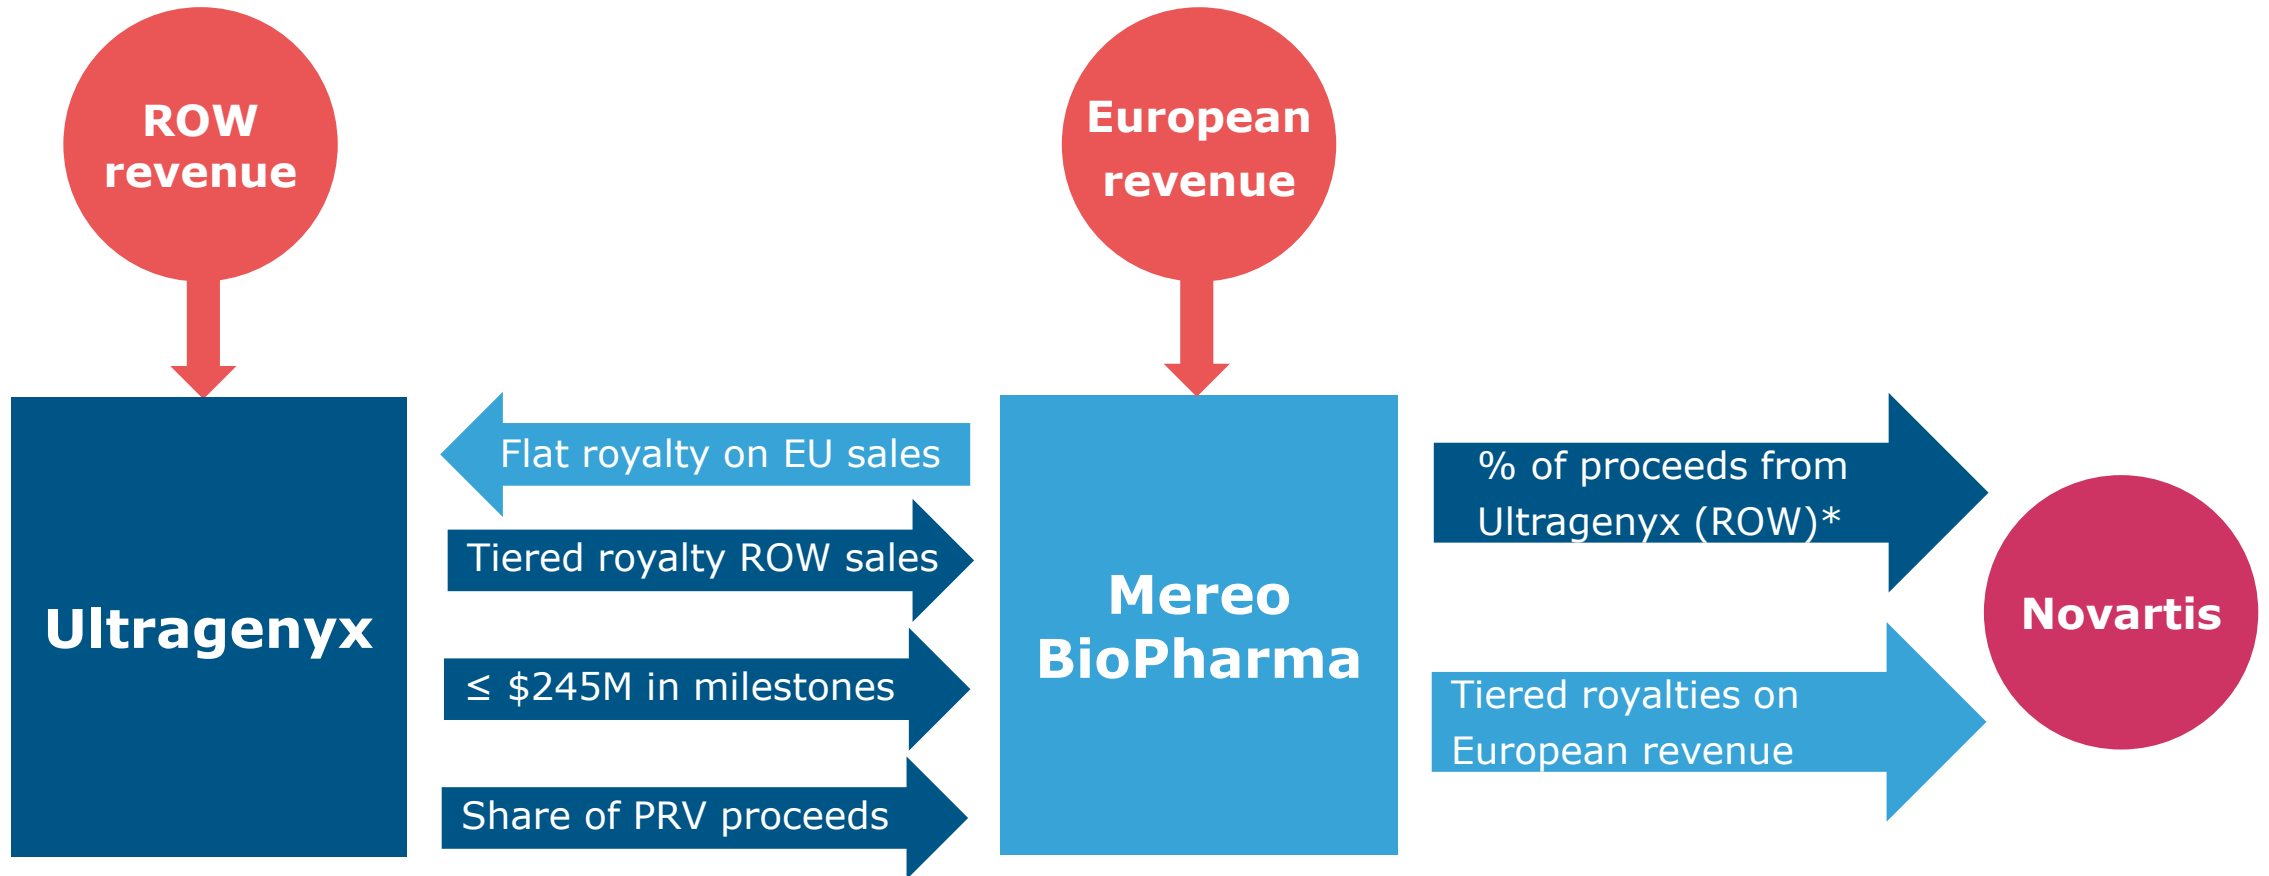 ROW
revenue
European
revenue
Ultragenyx
Flat royalty on EU sales
Tiered royalty ROW sales
≤ $245M in milestones
Share of PRV proceeds
Mereo
BioPharma
% of proceeds from
Ultragenyx (ROW)*
Tiered royalties on
European revenue
Novartis